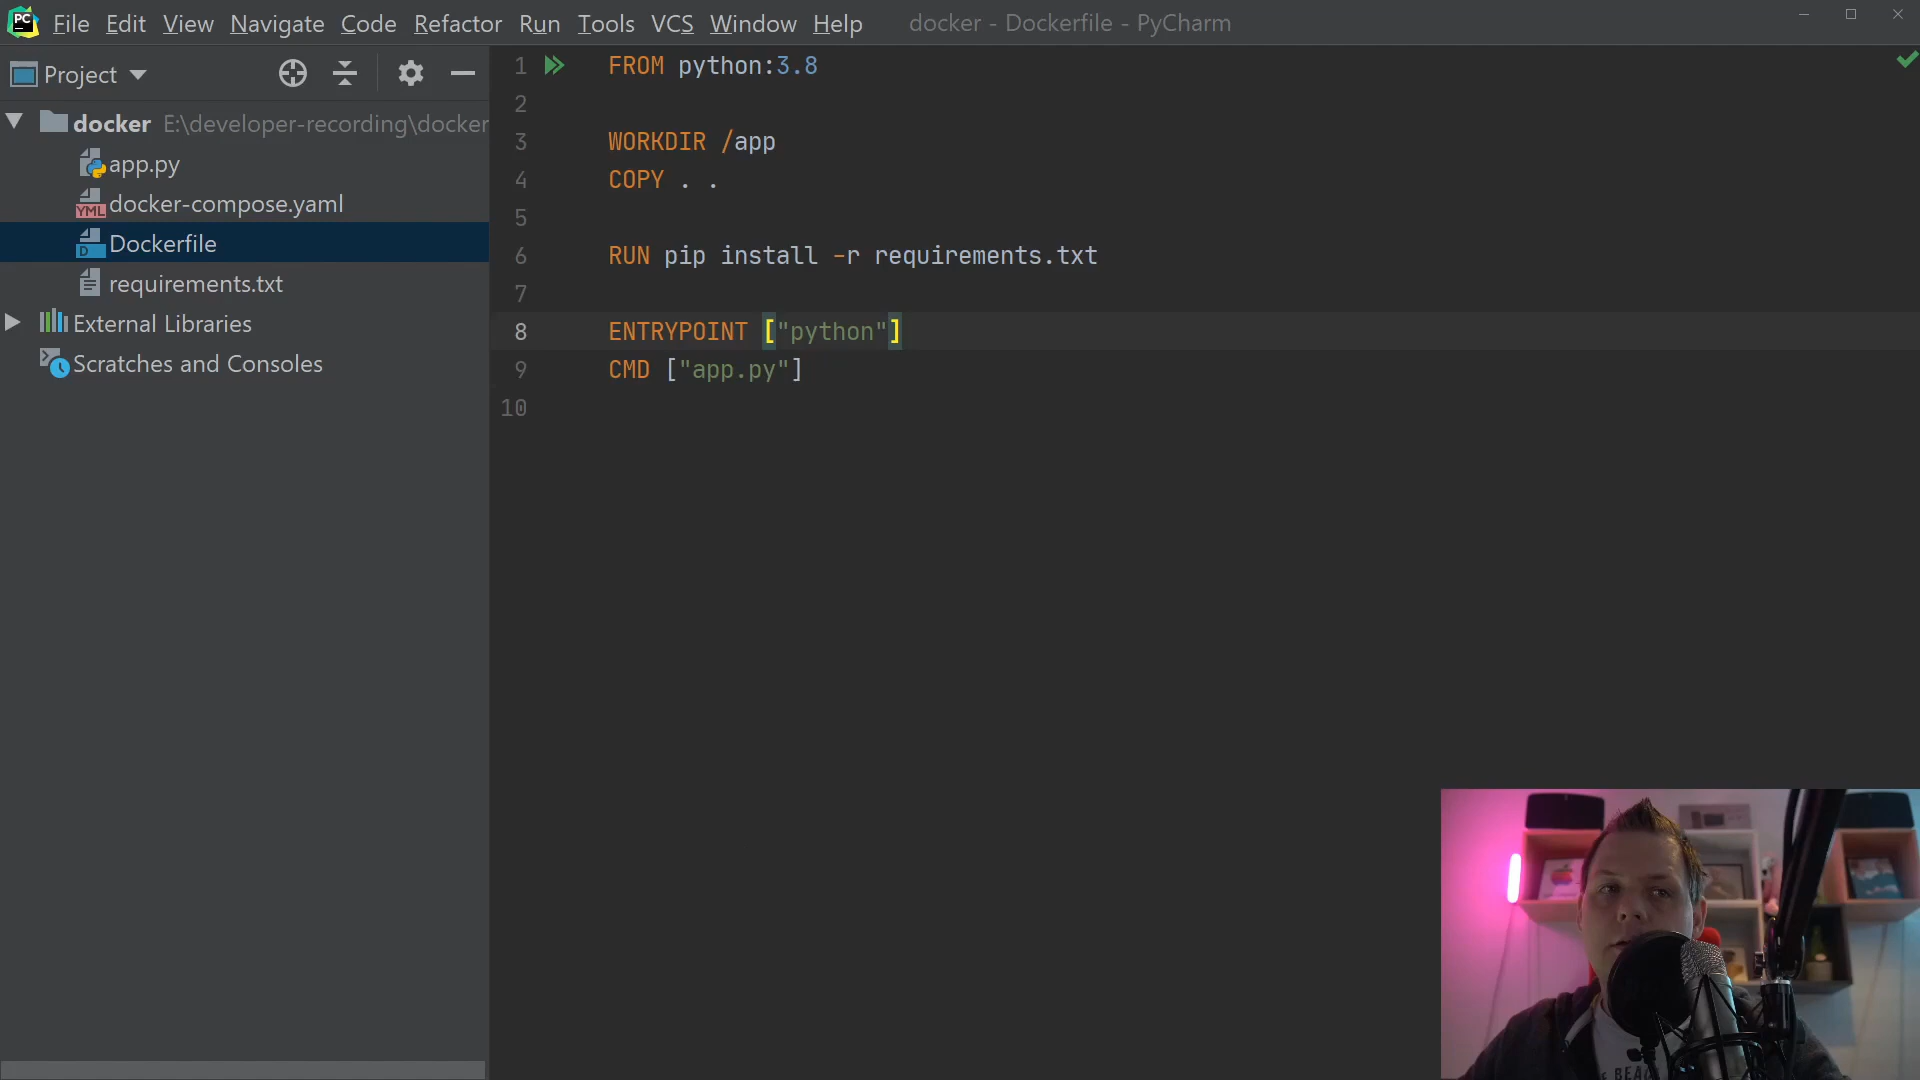 PC File Edit View Navigate Code Refactor Run Tools VCS Window Help docker - Dockerfile - PyCharm
Project
docker E:\developer-recording\docker
app.py
YML docker-compose.yaml
D Dockerfile
requirements.txt
External Libraries
Scratches and Consoles
1 FROM python:3.8
2
3 WORKDIR /app
4 COPY . .
5
6 RUN pip install -r requirements.txt
7
8 ENTRYPOINT ["python"]
9 CMD ["app.py"]
10